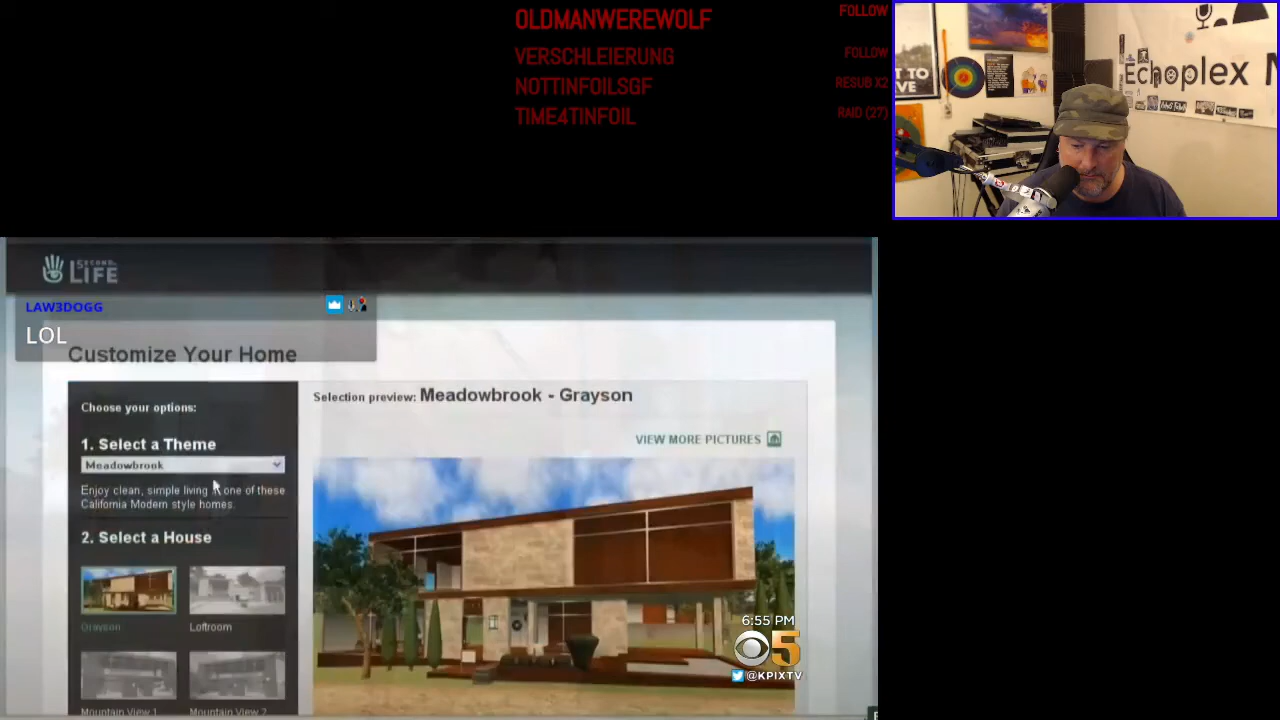 OLDMANWEREWOLF FOLLOW
VERSCHLEIERUNG FOLLOW
NOTTINFOILSGF RESUB X2
TIME4TINFOIL RAID (27)
Echoplex M
SECOND LIFE
LAW3DOGG
LOL
Customize Your Home
Choose your options:
1. Select a Theme
Meadowbrook
Enjoy clean, simple living in one of these
California Modern style homes.
2. Select a House
Grayson Loftroom
Mountain View 1 Mountain View 2
Selection preview: Meadowbrook - Grayson
VIEW MORE PICTURES
6:55 PM
5
@KPIXTV